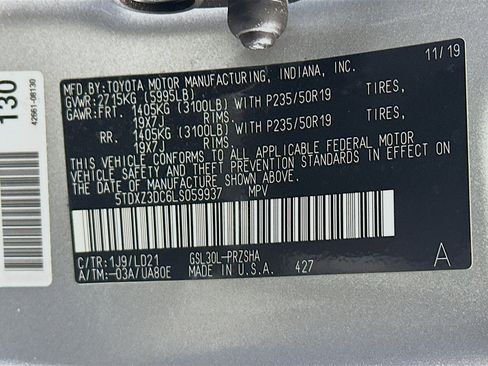 130
42661-08130
MFD.BY:TOYOTA MOTOR MANUFACTURING, INDIANA, INC. 11/19
GVWR:2715KG (5995LB)
GAWR:FRT. 1405KG (3100LB) WITH P235/50R19 TIRES,
19X7J RIMS.
RR. 1405KG (3100LB) WITH P235/50R19 TIRES,
19X7J RIMS.
THIS VEHICLE CONFORMS TO ALL APPLICABLE FEDERAL MOTOR
VEHICLE SAFETY AND THEFT PREVENTION STANDARDS IN EFFECT ON
THE DATE OF MANUFACTURE SHOWN ABOVE.
5TDXZ3DC6LS059937 MPV
C/TR:1J9/LD21 GSL30L-PRZSHA
A/TM:-03A/UA80E MADE IN U.S.A. 427 A